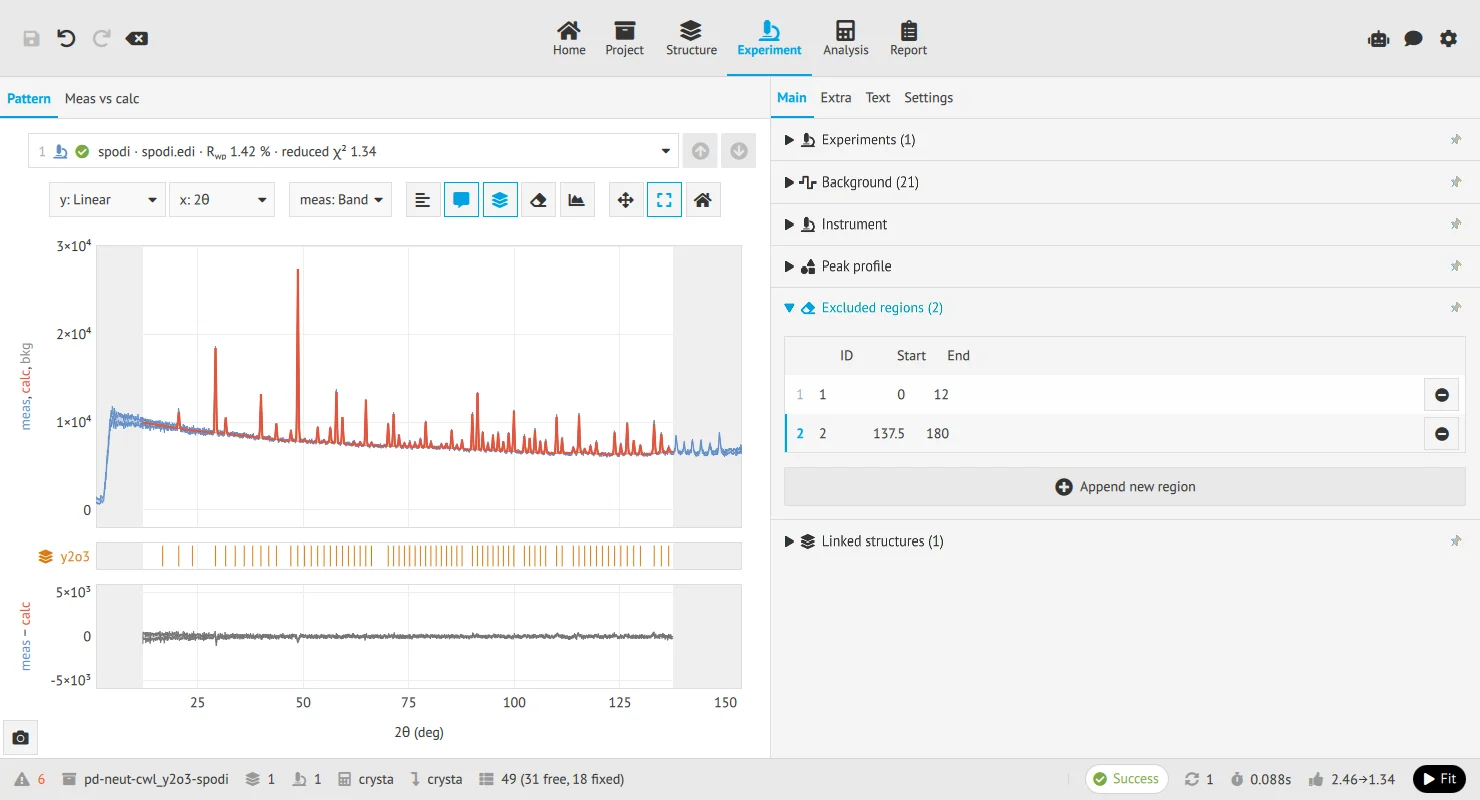 Home Project Structure Experiment Analysis Report
Pattern Meas vs calc
1 spodi · spodi.edi · Rwp 1.42 % · reduced χ² 1.34
y: Linear x: 2θ meas: Band
3×10⁴
2×10⁴
1×10⁴
0
meas, calc, bkg
y2o3
5×10³
0
-5×10³
meas − calc
25 50 75 100 125 150
2θ (deg)
Main Extra Text Settings
Experiments (1)
Background (21)
Instrument
Peak profile
Excluded regions (2)
ID Start End
1 1 0 12
2 2 137.5 180
Append new region
Linked structures (1)
6 pd-neut-cwl_y2o3-spodi 1 1 crysta crysta 49 (31 free, 18 fixed) Success 1 0.088s 2.46→1.34 Fit